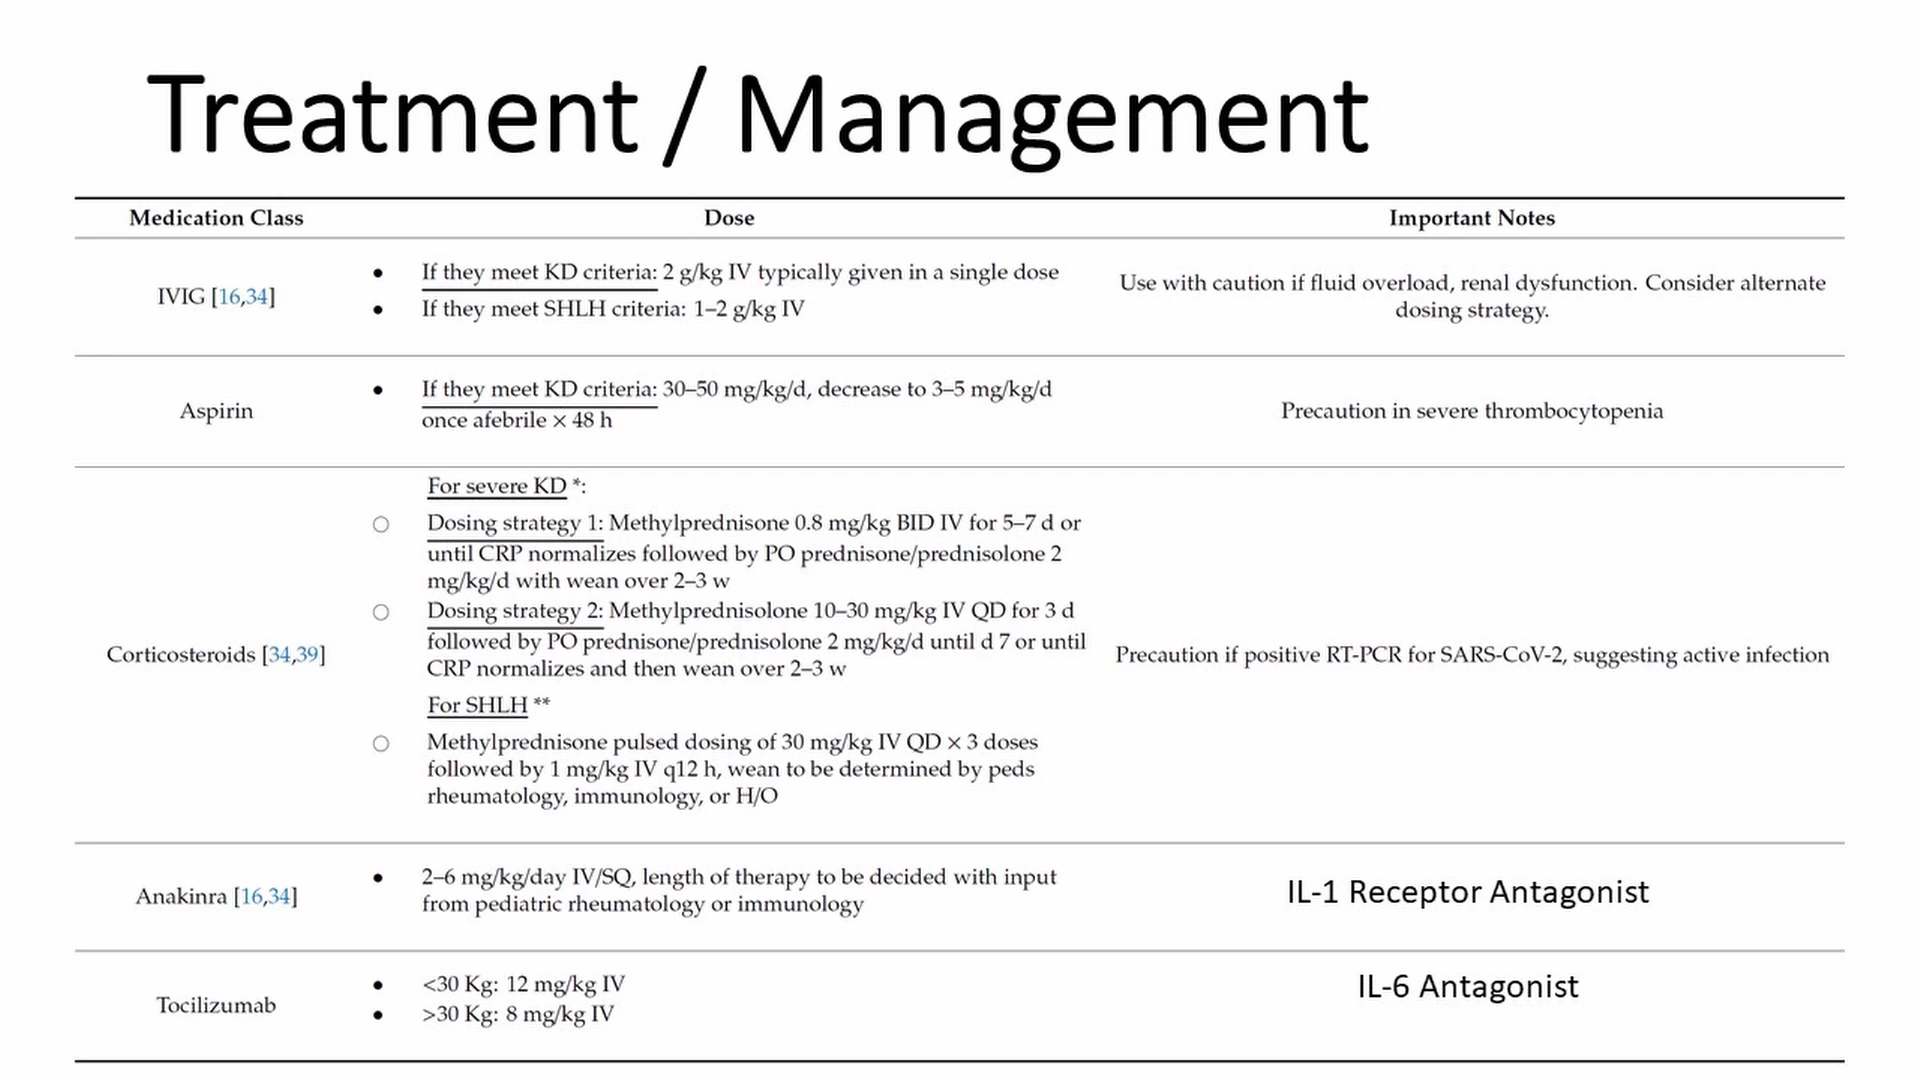 Treatment / Management
Medication Class Dose Important Notes
IVIG [16,34]
• If they meet KD criteria: 2 g/kg IV typically given in a single dose
• If they meet SHLH criteria: 1–2 g/kg IV
Use with caution if fluid overload, renal dysfunction. Consider alternate
dosing strategy.
Aspirin
• If they meet KD criteria: 30–50 mg/kg/d, decrease to 3–5 mg/kg/d
once afebrile × 48 h
Precaution in severe thrombocytopenia
Corticosteroids [34,39]
For severe KD *:
○ Dosing strategy 1: Methylprednisone 0.8 mg/kg BID IV for 5–7 d or
until CRP normalizes followed by PO prednisone/prednisolone 2
mg/kg/d with wean over 2–3 w
○ Dosing strategy 2: Methylprednisolone 10–30 mg/kg IV QD for 3 d
followed by PO prednisone/prednisolone 2 mg/kg/d until d 7 or until
CRP normalizes and then wean over 2–3 w
For SHLH **
○ Methylprednisone pulsed dosing of 30 mg/kg IV QD × 3 doses
followed by 1 mg/kg IV q12 h, wean to be determined by peds
rheumatology, immunology, or H/O
Precaution if positive RT-PCR for SARS-CoV-2, suggesting active infection
Anakinra [16,34]
• 2–6 mg/kg/day IV/SQ, length of therapy to be decided with input
from pediatric rheumatology or immunology
IL-1 Receptor Antagonist
Tocilizumab
• <30 Kg: 12 mg/kg IV
• >30 Kg: 8 mg/kg IV
IL-6 Antagonist